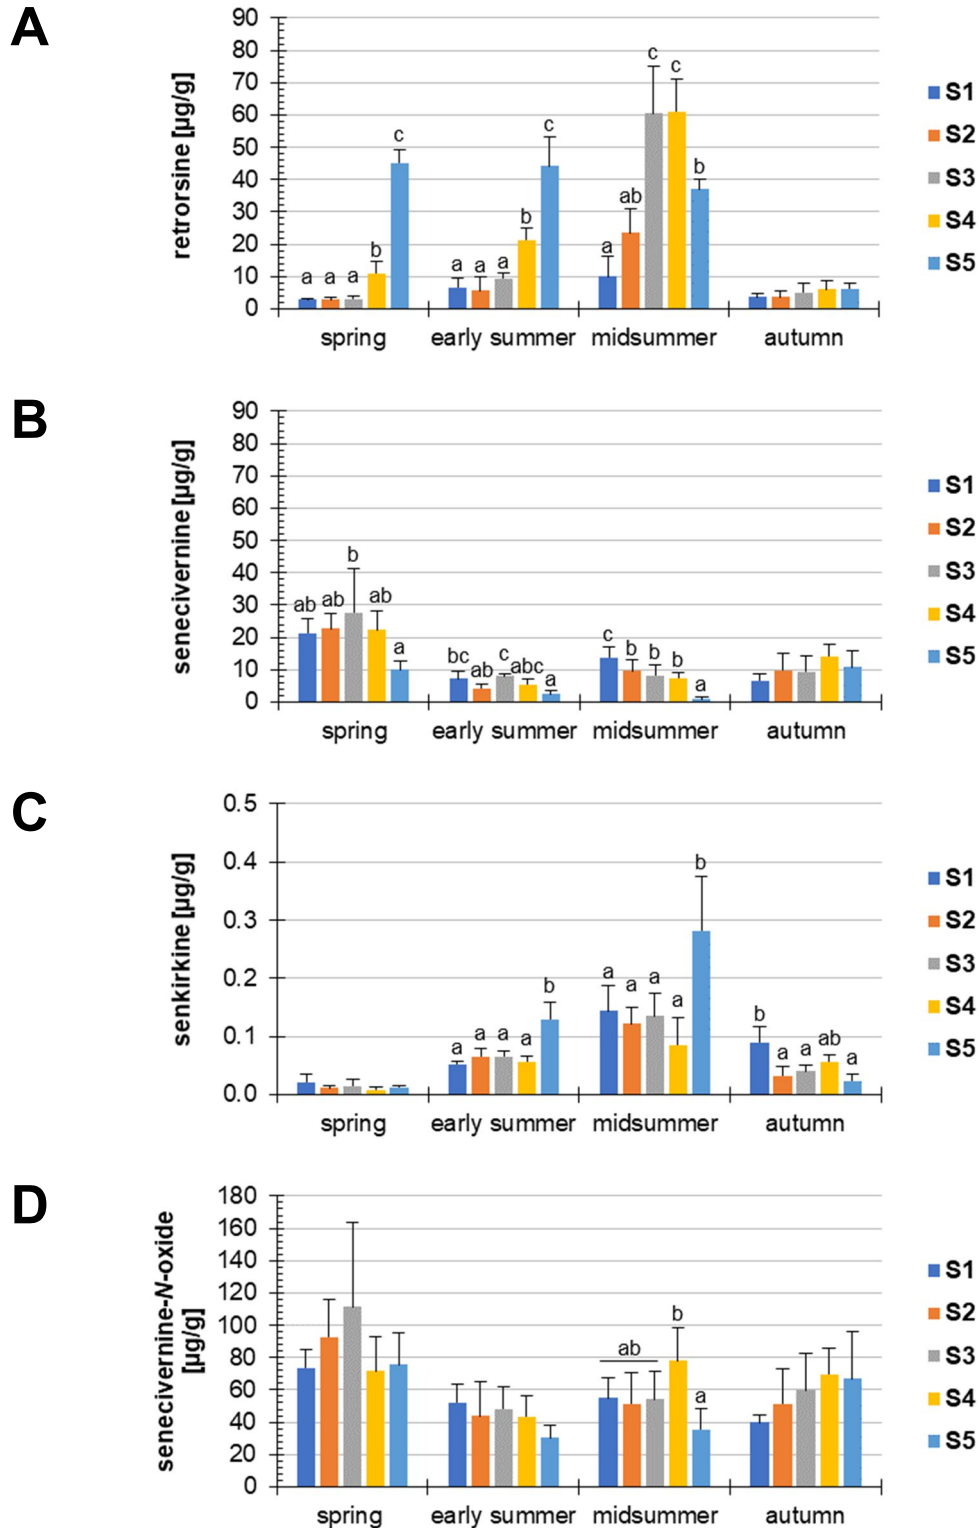 A
retrorsine [µg/g]
90
80
70
60
50
40
30
20
10
0
a a a b c
a a a b c
a ab c c b
spring early summer midsummer autumn
S1
S2
S3
S4
S5
B
senecivernine [µg/g]
90
80
70
60
50
40
30
20
10
0
ab ab b ab a
bc ab c abc a
c b b b a
spring early summer midsummer autumn
S1
S2
S3
S4
S5
C
senkirkine [µg/g]
0.5
0.4
0.3
0.2
0.1
0.0
a a a a b
a a a a b
b a a ab a
spring early summer midsummer autumn
S1
S2
S3
S4
S5
D
senecivernine-N-oxide
[µg/g]
180
160
140
120
100
80
60
40
20
0
ab b a
spring early summer midsummer autumn
S1
S2
S3
S4
S5